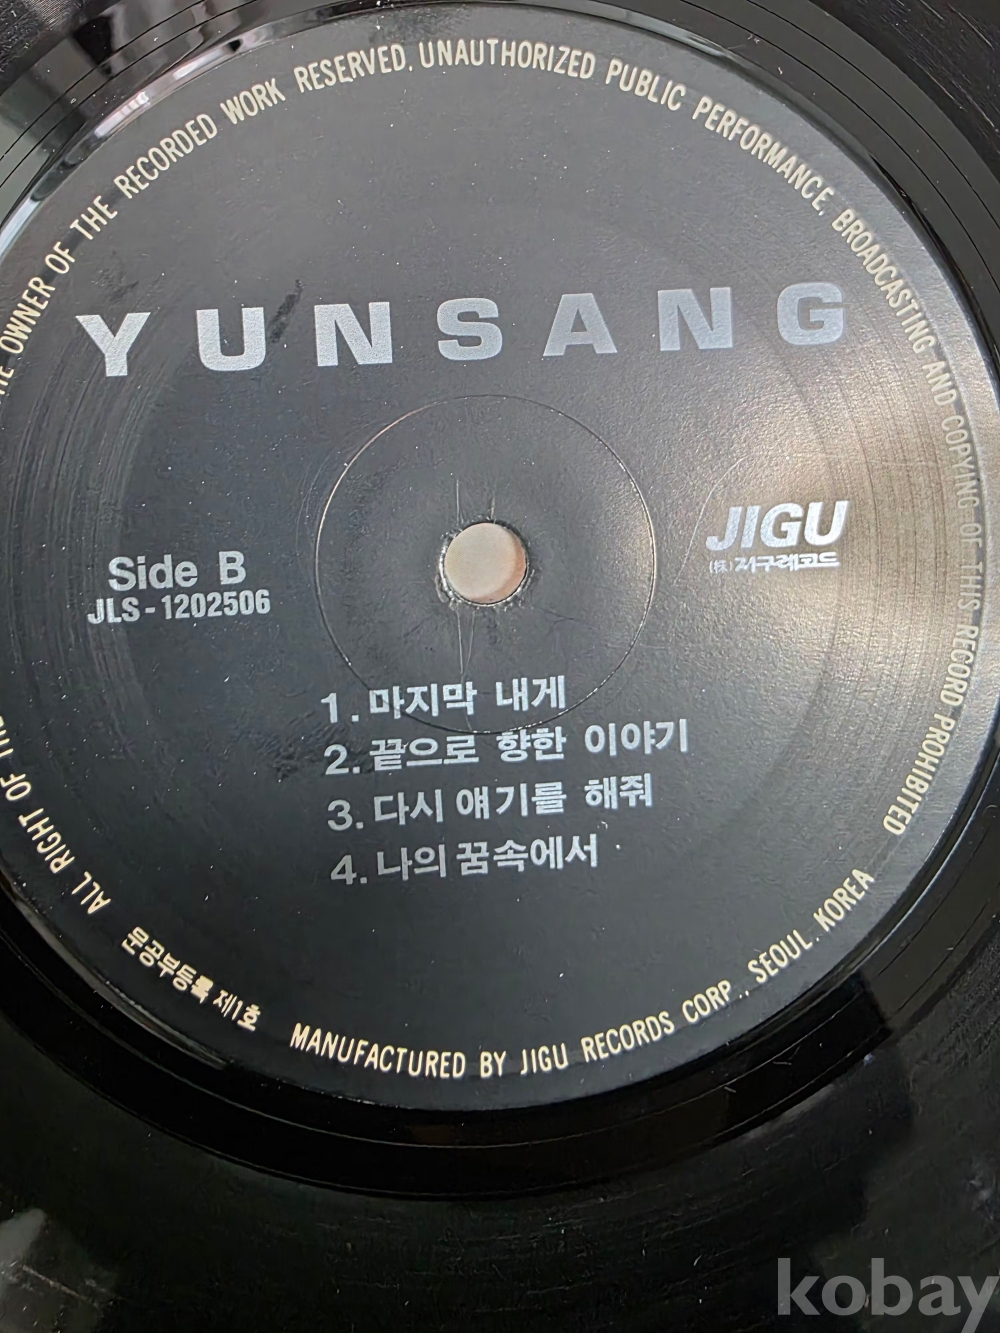 OWNER OF THE RECORDED WORK RESERVED. UNAUTHORIZED PUBLIC PERFORMANCE, BROADCASTING AND COPYING OF THIS RECORD PROHIBITED
YUNSANG
JIGU
(株)지구레코드
Side B
JLS-1202506
1.마지막 내게
2.끝으로 향한 이야기
3.다시 얘기를 해줘
4.나의 꿈속에서
ALL RIGHT OF
문공부등록 제1호
MANUFACTURED BY JIGU RECORDS CORP., SEOUL. KOREA
kobay